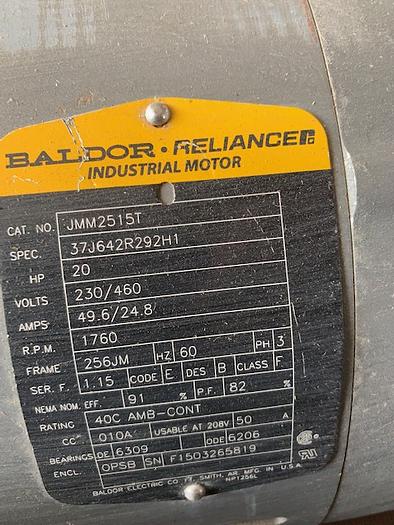 BALDOR • RELIANCE
INDUSTRIAL MOTOR
CAT. NO. JMM2515T
SPEC. 37J642R292H1
HP 20
VOLTS 230/460
AMPS 49.6/24.8
R.P.M. 1760
FRAME 256JM HZ 60 PH 3
SER. F. 1.15 CODE E DES B CLASS F
NEMA NOM. EFF. 91 % P.F. 82 %
RATING 40C AMB-CONT
CC 010A USABLE AT 208V 50 A
BEARINGS DE 6309 ODE 6206
ENCL. OPSB SN F1503265819
BALDOR ELECTRIC CO. FT. SMITH, AR. MFG. IN U.S.A.
NP1256L